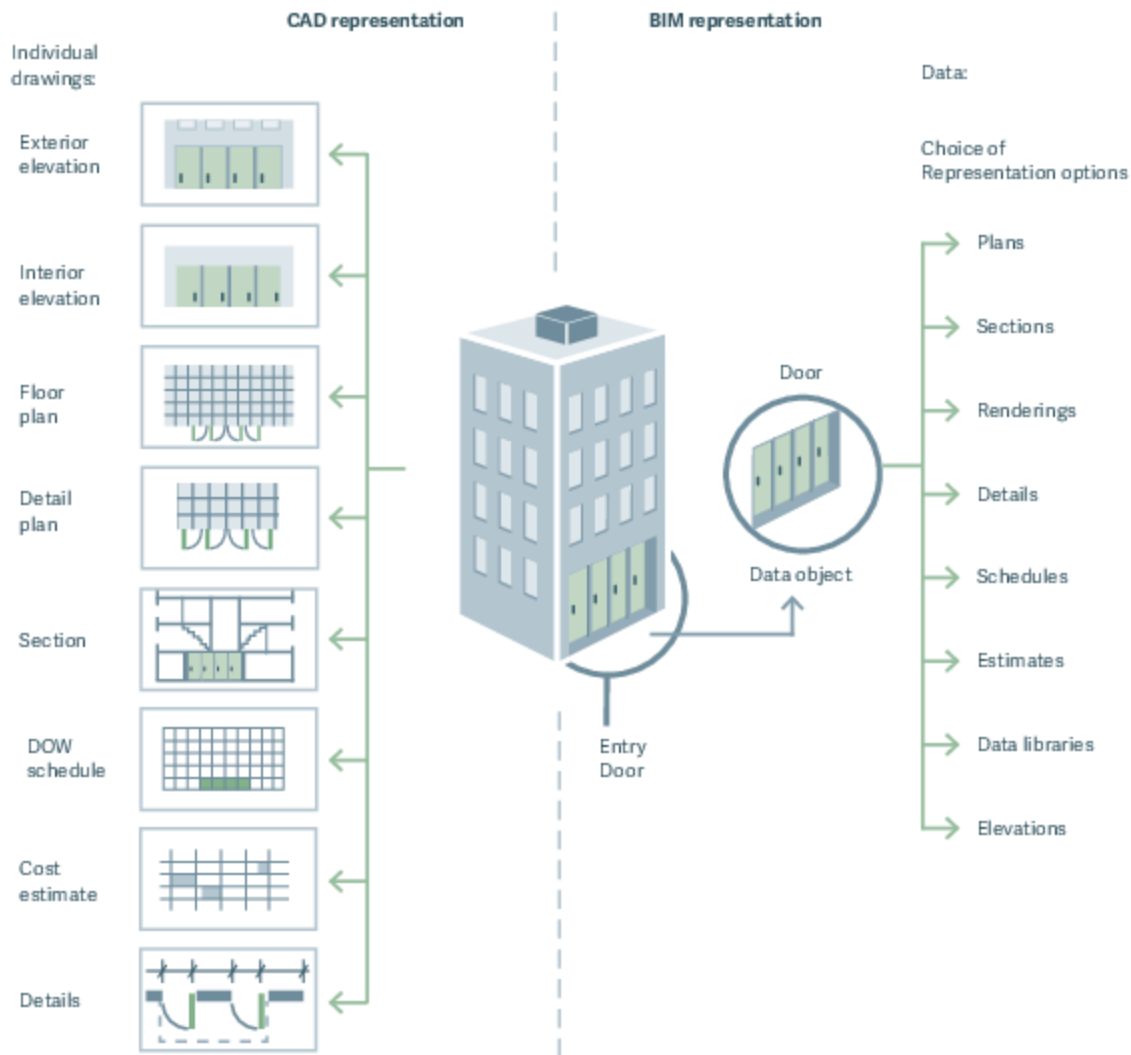 CAD representation
BIM representation
Individual
drawings:
Exterior
elevation
Interior
elevation
Floor
plan
Detail
plan
Section
DOW
schedule
Cost
estimate
Details
Entry
Door
Door
Data object
Data:
Choice of
Representation options
Plans
Sections
Renderings
Details
Schedules
Estimates
Data libraries
Elevations